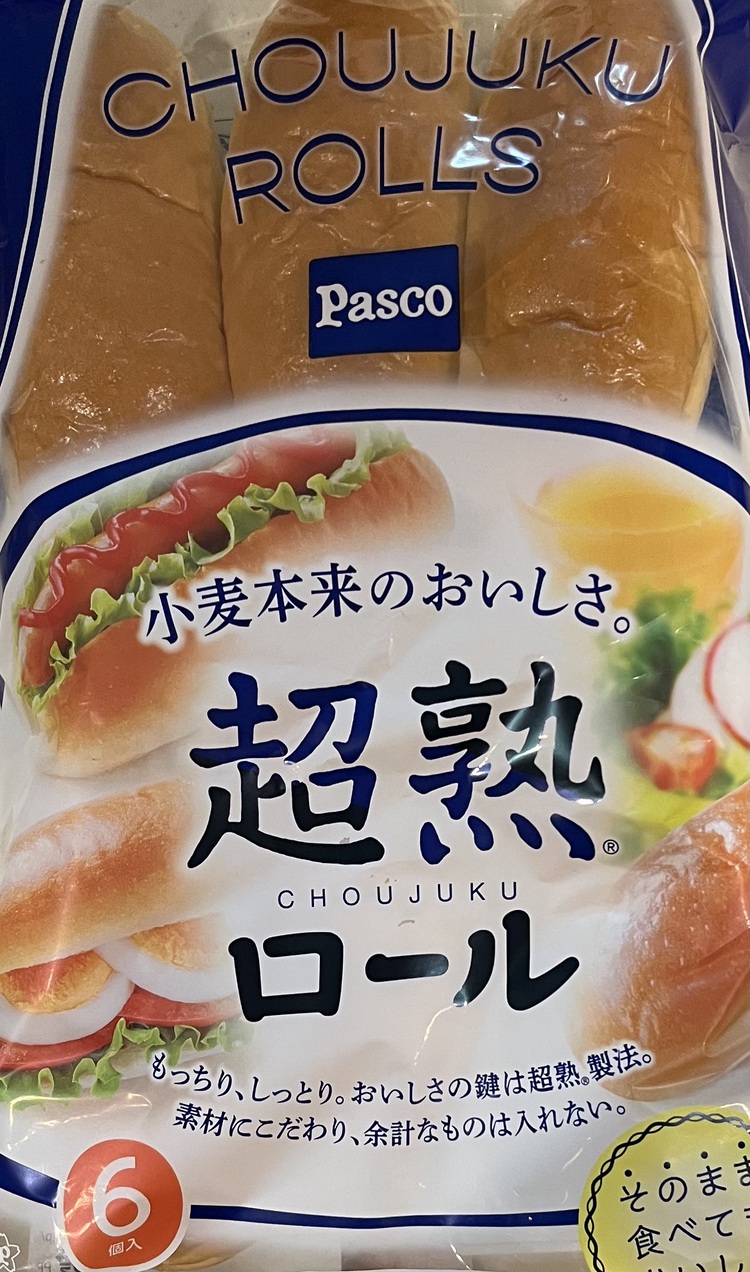 CHOUJUKU
ROLLS
Pasco
小麦本来のおいしさ。
超熟®
CHOUJUKU
ロール
もっちり、しっとり。おいしさの鍵は超熟®製法。
素材にこだわり、余計なものは入れない。
6
個入
そのまま
食べて